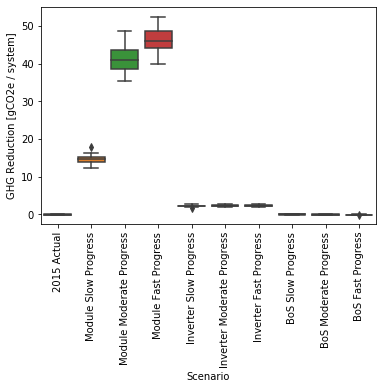 GHG Reduction [gCO2e / system]
50
40
30
20
10
0
2015 Actual
Module Slow Progress
Module Moderate Progress
Module Fast Progress
Inverter Slow Progress
Inverter Moderate Progress
Inverter Fast Progress
BoS Slow Progress
BoS Moderate Progress
BoS Fast Progress
Scenario